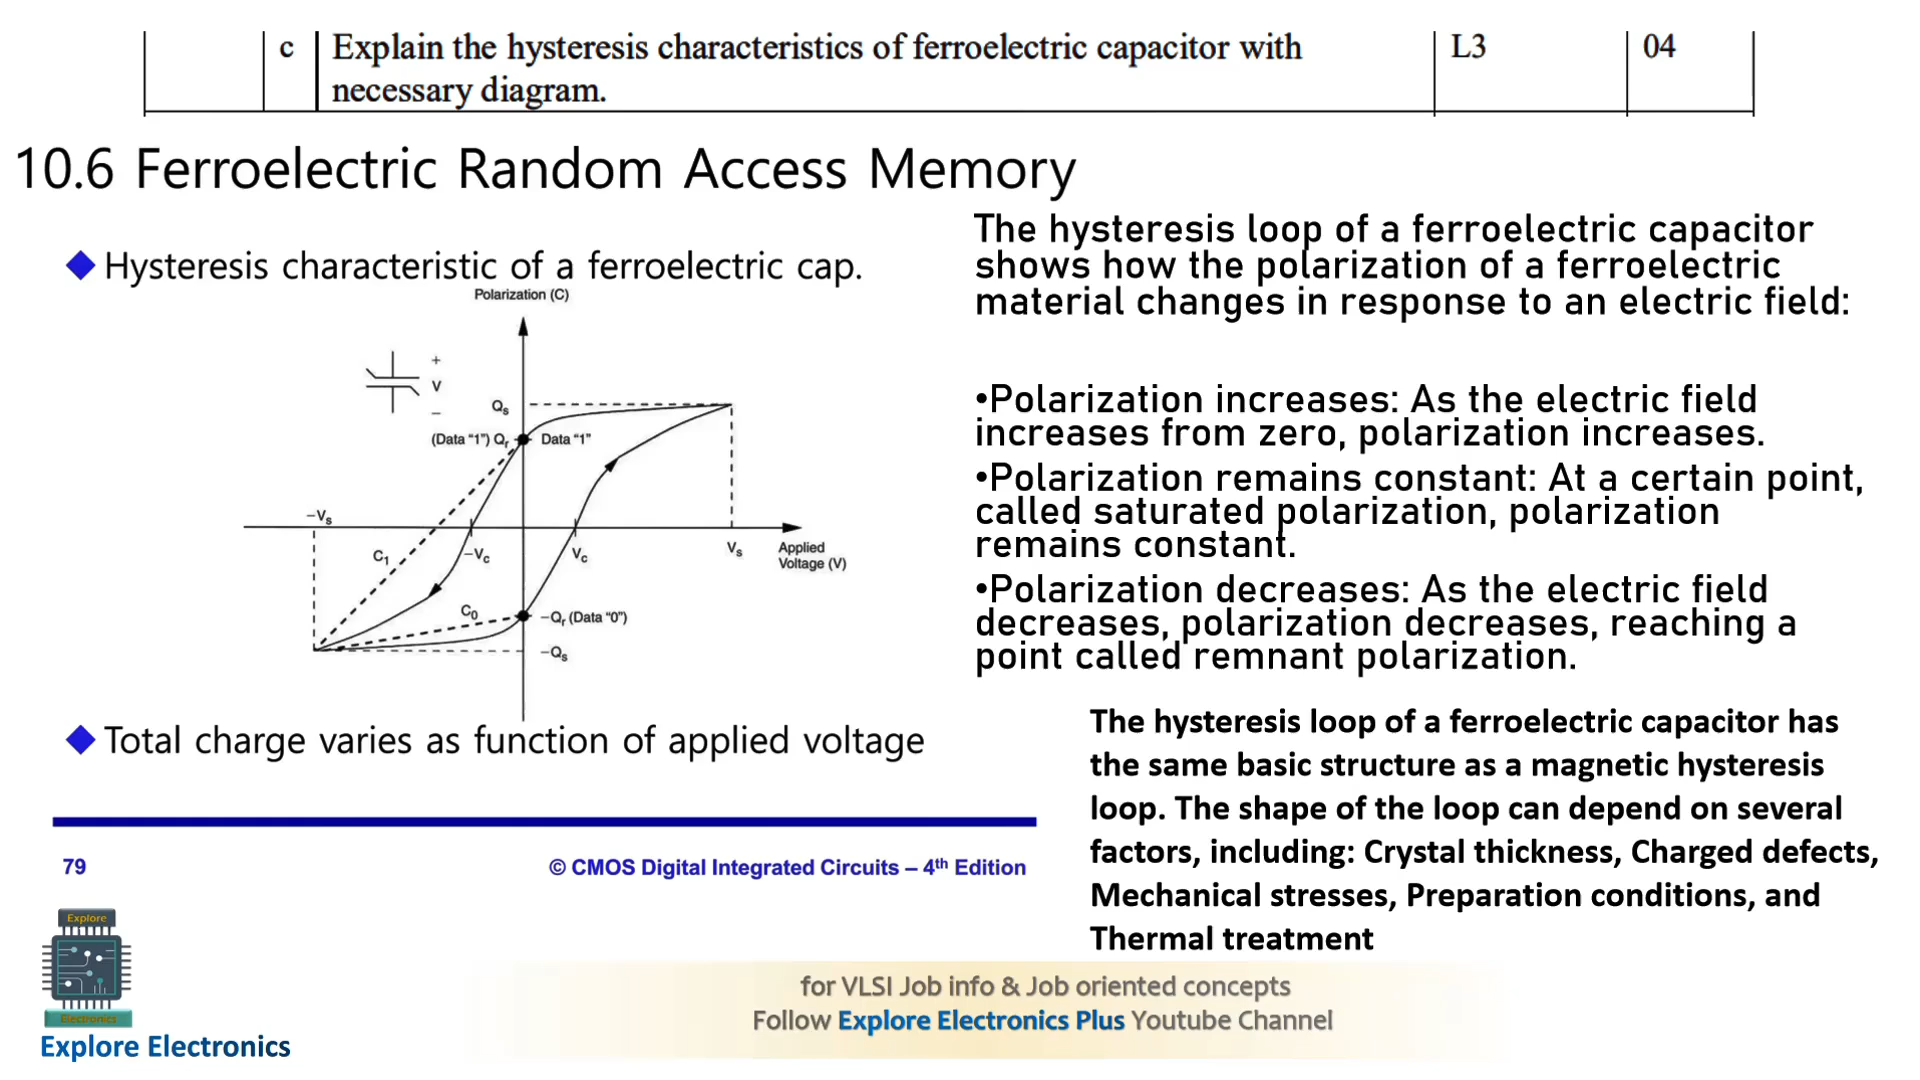 c Explain the hysteresis characteristics of ferroelectric capacitor with L3 04
necessary diagram.
10.6 Ferroelectric Random Access Memory
Hysteresis characteristic of a ferroelectric cap.
Polarization (C)
+
V
–
Qs
(Data "1") Qr
Data "1"
–Vs
C1
–Vc
Vc
Vs
Applied
Voltage (V)
C0
–Qr (Data "0")
–Qs
Total charge varies as function of applied voltage
79
© CMOS Digital Integrated Circuits – 4th Edition
The hysteresis loop of a ferroelectric capacitor
shows how the polarization of a ferroelectric
material changes in response to an electric field:
•Polarization increases: As the electric field
increases from zero, polarization increases.
•Polarization remains constant: At a certain point,
called saturated polarization, polarization
remains constant.
•Polarization decreases: As the electric field
decreases, polarization decreases, reaching a
point called remnant polarization.
The hysteresis loop of a ferroelectric capacitor has
the same basic structure as a magnetic hysteresis
loop. The shape of the loop can depend on several
factors, including: Crystal thickness, Charged defects,
Mechanical stresses, Preparation conditions, and
Thermal treatment
Explore
Electronics
Explore Electronics
for VLSI Job info & Job oriented concepts
Follow Explore Electronics Plus Youtube Channel